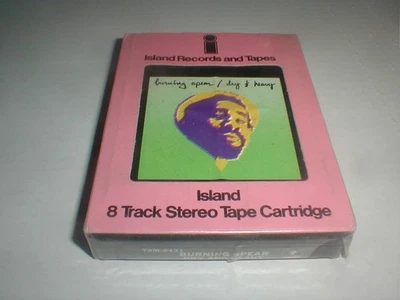 i
Island Records and Tapes
burning spear / dry & heavy
Island
8 Track Stereo Tape Cartridge
BURNING SPEAR